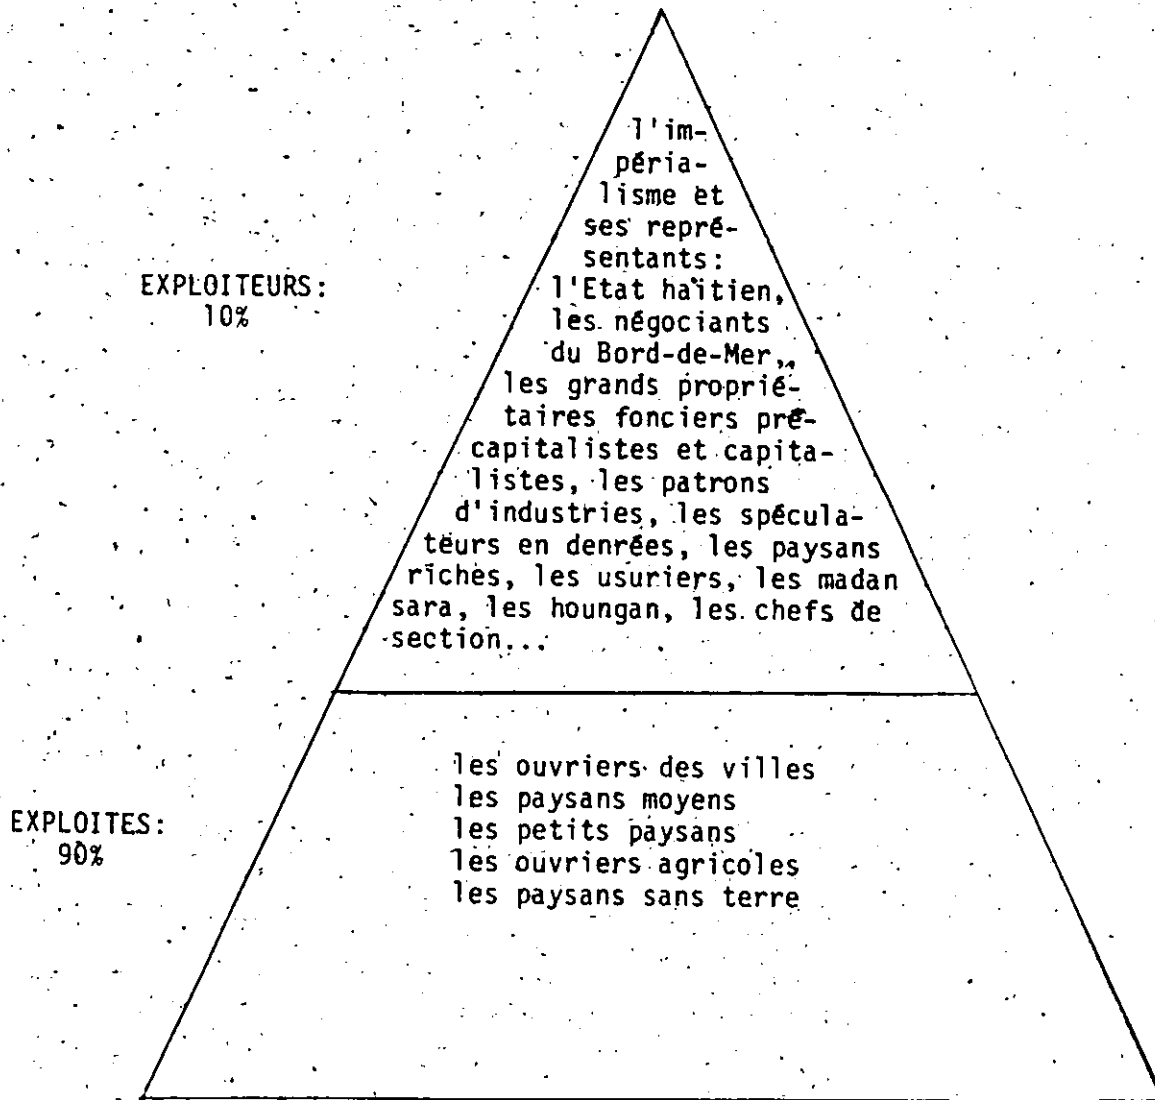 l'im-
péria-
lisme et
ses repré-
sentants:
l'Etat haïtien,
les négociants
du Bord-de-Mer,
les grands proprié-
taires fonciers pré-
capitalistes et capita-
listes, les patrons
d'industries, les spécula-
teurs en denrées, les paysans
riches, les usuriers, les madan
sara, les houngan, les chefs de
section...
EXPLOITEURS:
10%
les ouvriers des villes
les paysans moyens
les petits paysans
les ouvriers agricoles
les paysans sans terre
EXPLOITES:
90%